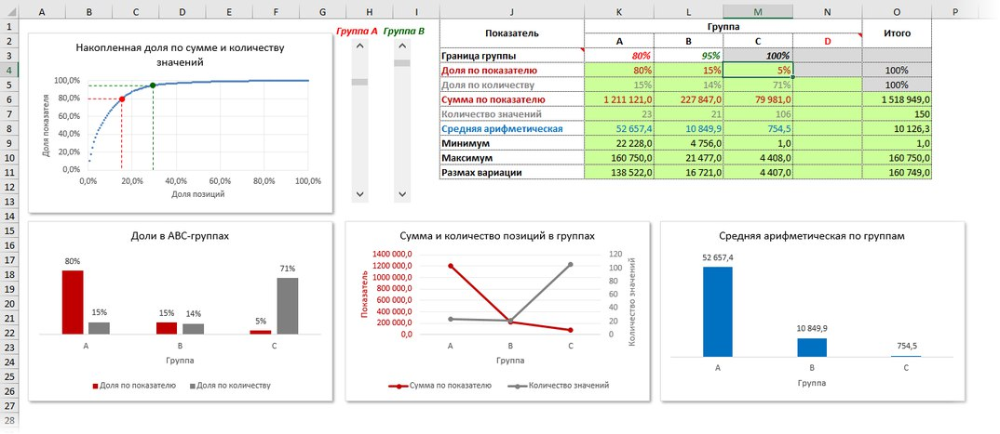 A B C D E F G H I J K L M N O P
1 Группа A Группа B Показатель Группа Итого
2 A B C D
3 Граница группы 80% 95% 100%
4 Доля по показателю 80% 15% 5% 100%
5 Доля по количеству 15% 14% 71% 100%
6 Сумма по показателю 1 211 121,0 227 847,0 79 981,0 1 518 949,0
7 Количество значений 23 21 106 150
8 Средняя арифметическая 52 657,4 10 849,9 754,5 10 126,3
9 Минимум 22 228,0 4 756,0 1,0 1,0
10 Максимум 160 750,0 21 477,0 4 408,0 160 750,0
11 Размах вариации 138 522,0 16 721,0 4 407,0 160 749,0
12
13
14
15
16
17
18
19
20
21
22
23
24
25
26
27
28
Накопленная доля по сумме и количеству
значений
Доля показателя
100,0%
80,0%
60,0%
40,0%
20,0%
0,0%
0,0% 20,0% 40,0% 60,0% 80,0% 100,0%
Доля позиций
Доли в ABC-группах
80% 15% 15% 14% 5% 71%
A B C
Группа
Доля по показателю Доля по количеству
Сумма и количество позиций в группах
Показатель
1400 000,0
1200 000,0
1000 000,0
800 000,0
600 000,0
400 000,0
200 000,0
0,0
120
100
80
60
40
20
0
Количество значений
A B C
Группа
Сумма по показателю Количество значений
Средняя арифметическая по группам
52 657,4
10 849,9
754,5
A B C
Группа